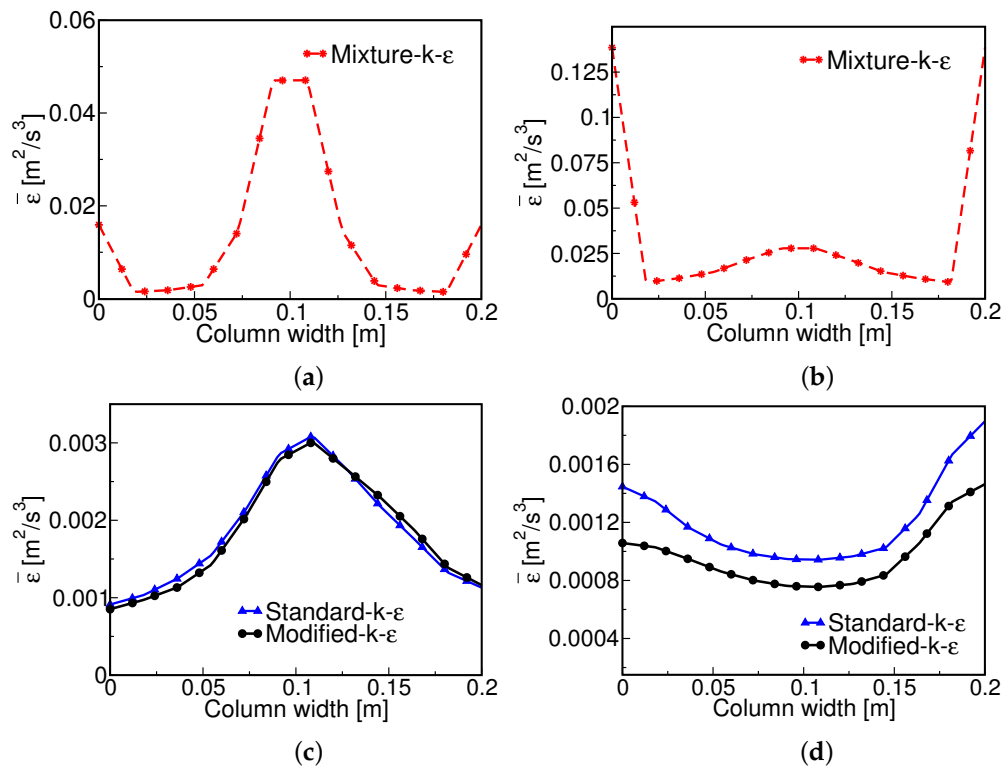 0.06
0.04
0.02
0
ε̄ [m²/s³]
Mixture-k-ε
0 0.05 0.1 0.15 0.2
Column width [m]
(a)
0.125
0.1
0.075
0.05
0.025
0
ε̄ [m²/s³]
Mixture-k-ε
0 0.05 0.1 0.15 0.2
Column width [m]
(b)
0.003
0.002
0.001
0
ε̄ [m²/s³]
Standard-k-ε
Modified-k-ε
0 0.05 0.1 0.15 0.2
Column width [m]
(c)
0.002
0.0016
0.0012
0.0008
0.0004
ε̄ [m²/s³]
Standard-k-ε
Modified-k-ε
0 0.05 0.1 0.15 0.2
Column width [m]
(d)